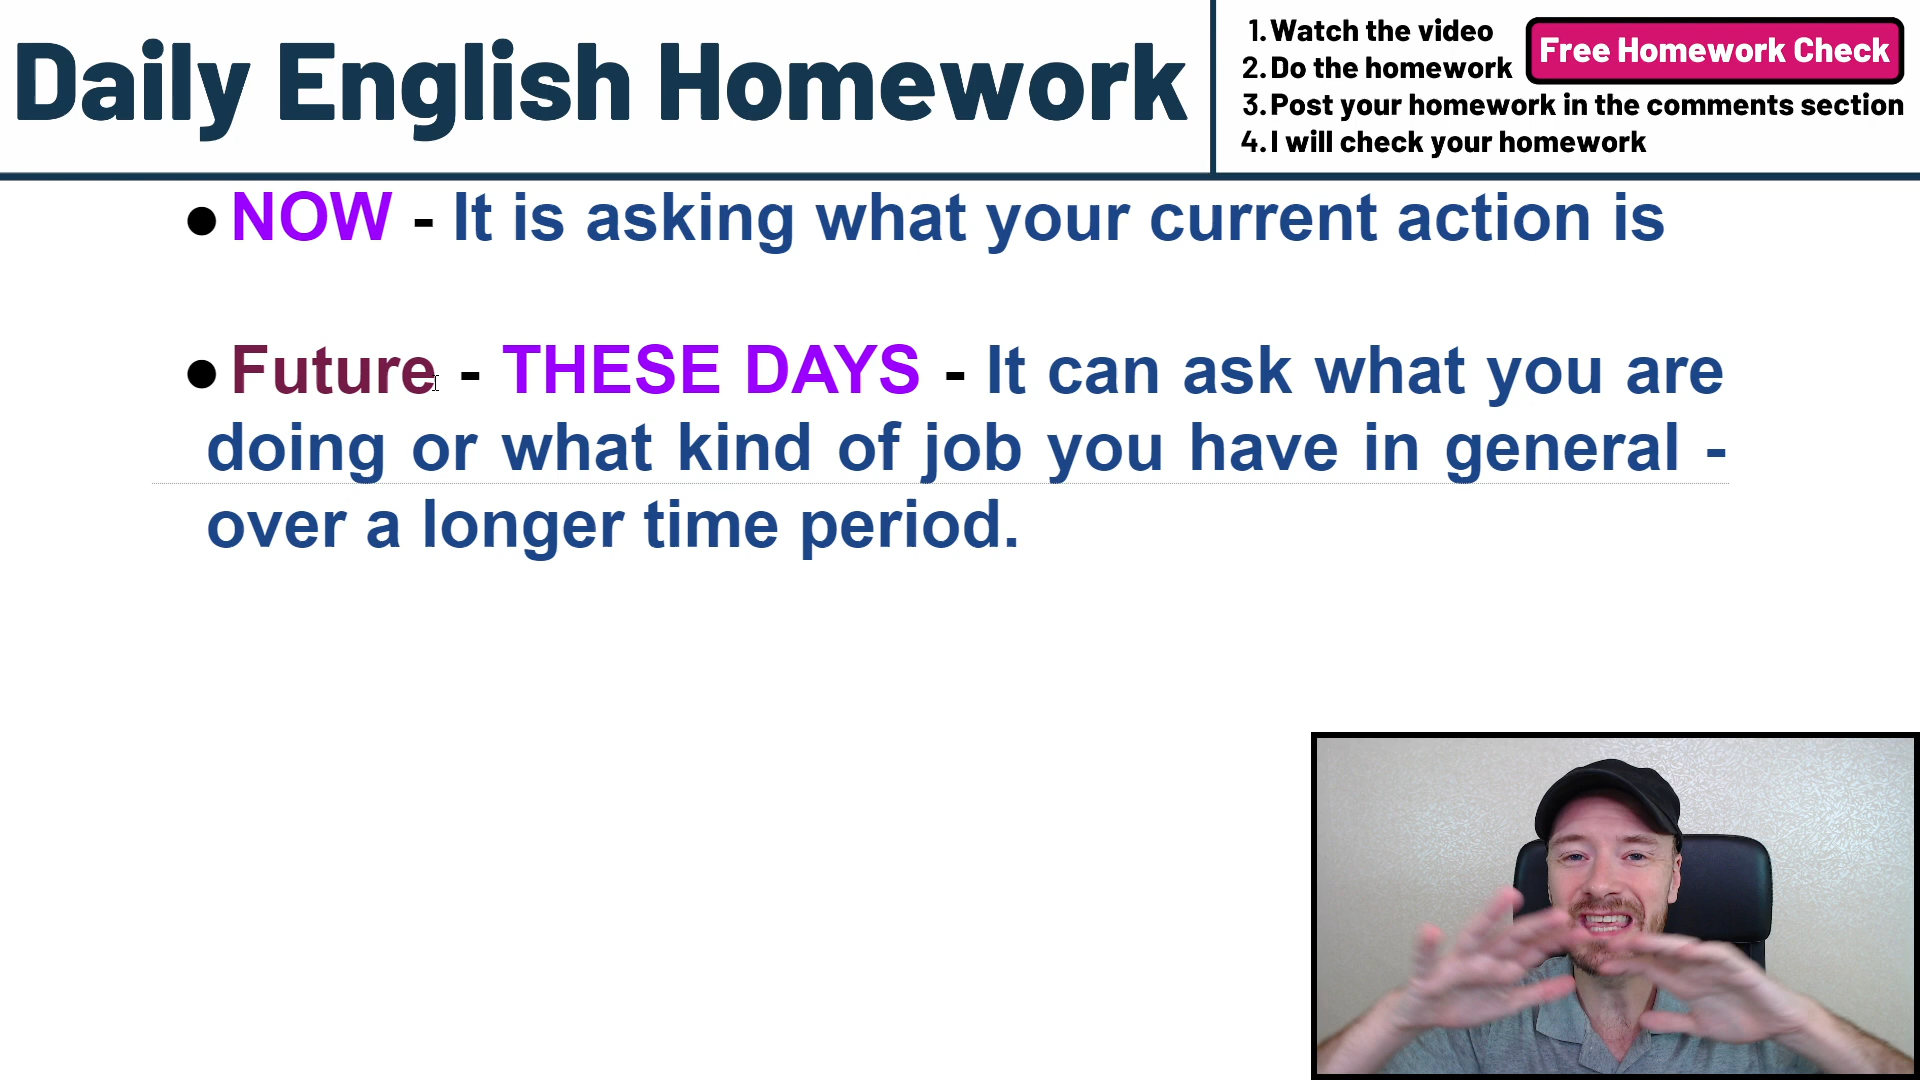 Daily English Homework
1. Watch the video
Free Homework Check
2. Do the homework
3. Post your homework in the comments section
4. I will check your homework
● NOW - It is asking what your current action is
● Future - THESE DAYS - It can ask what you are
doing or what kind of job you have in general -
over a longer time period.